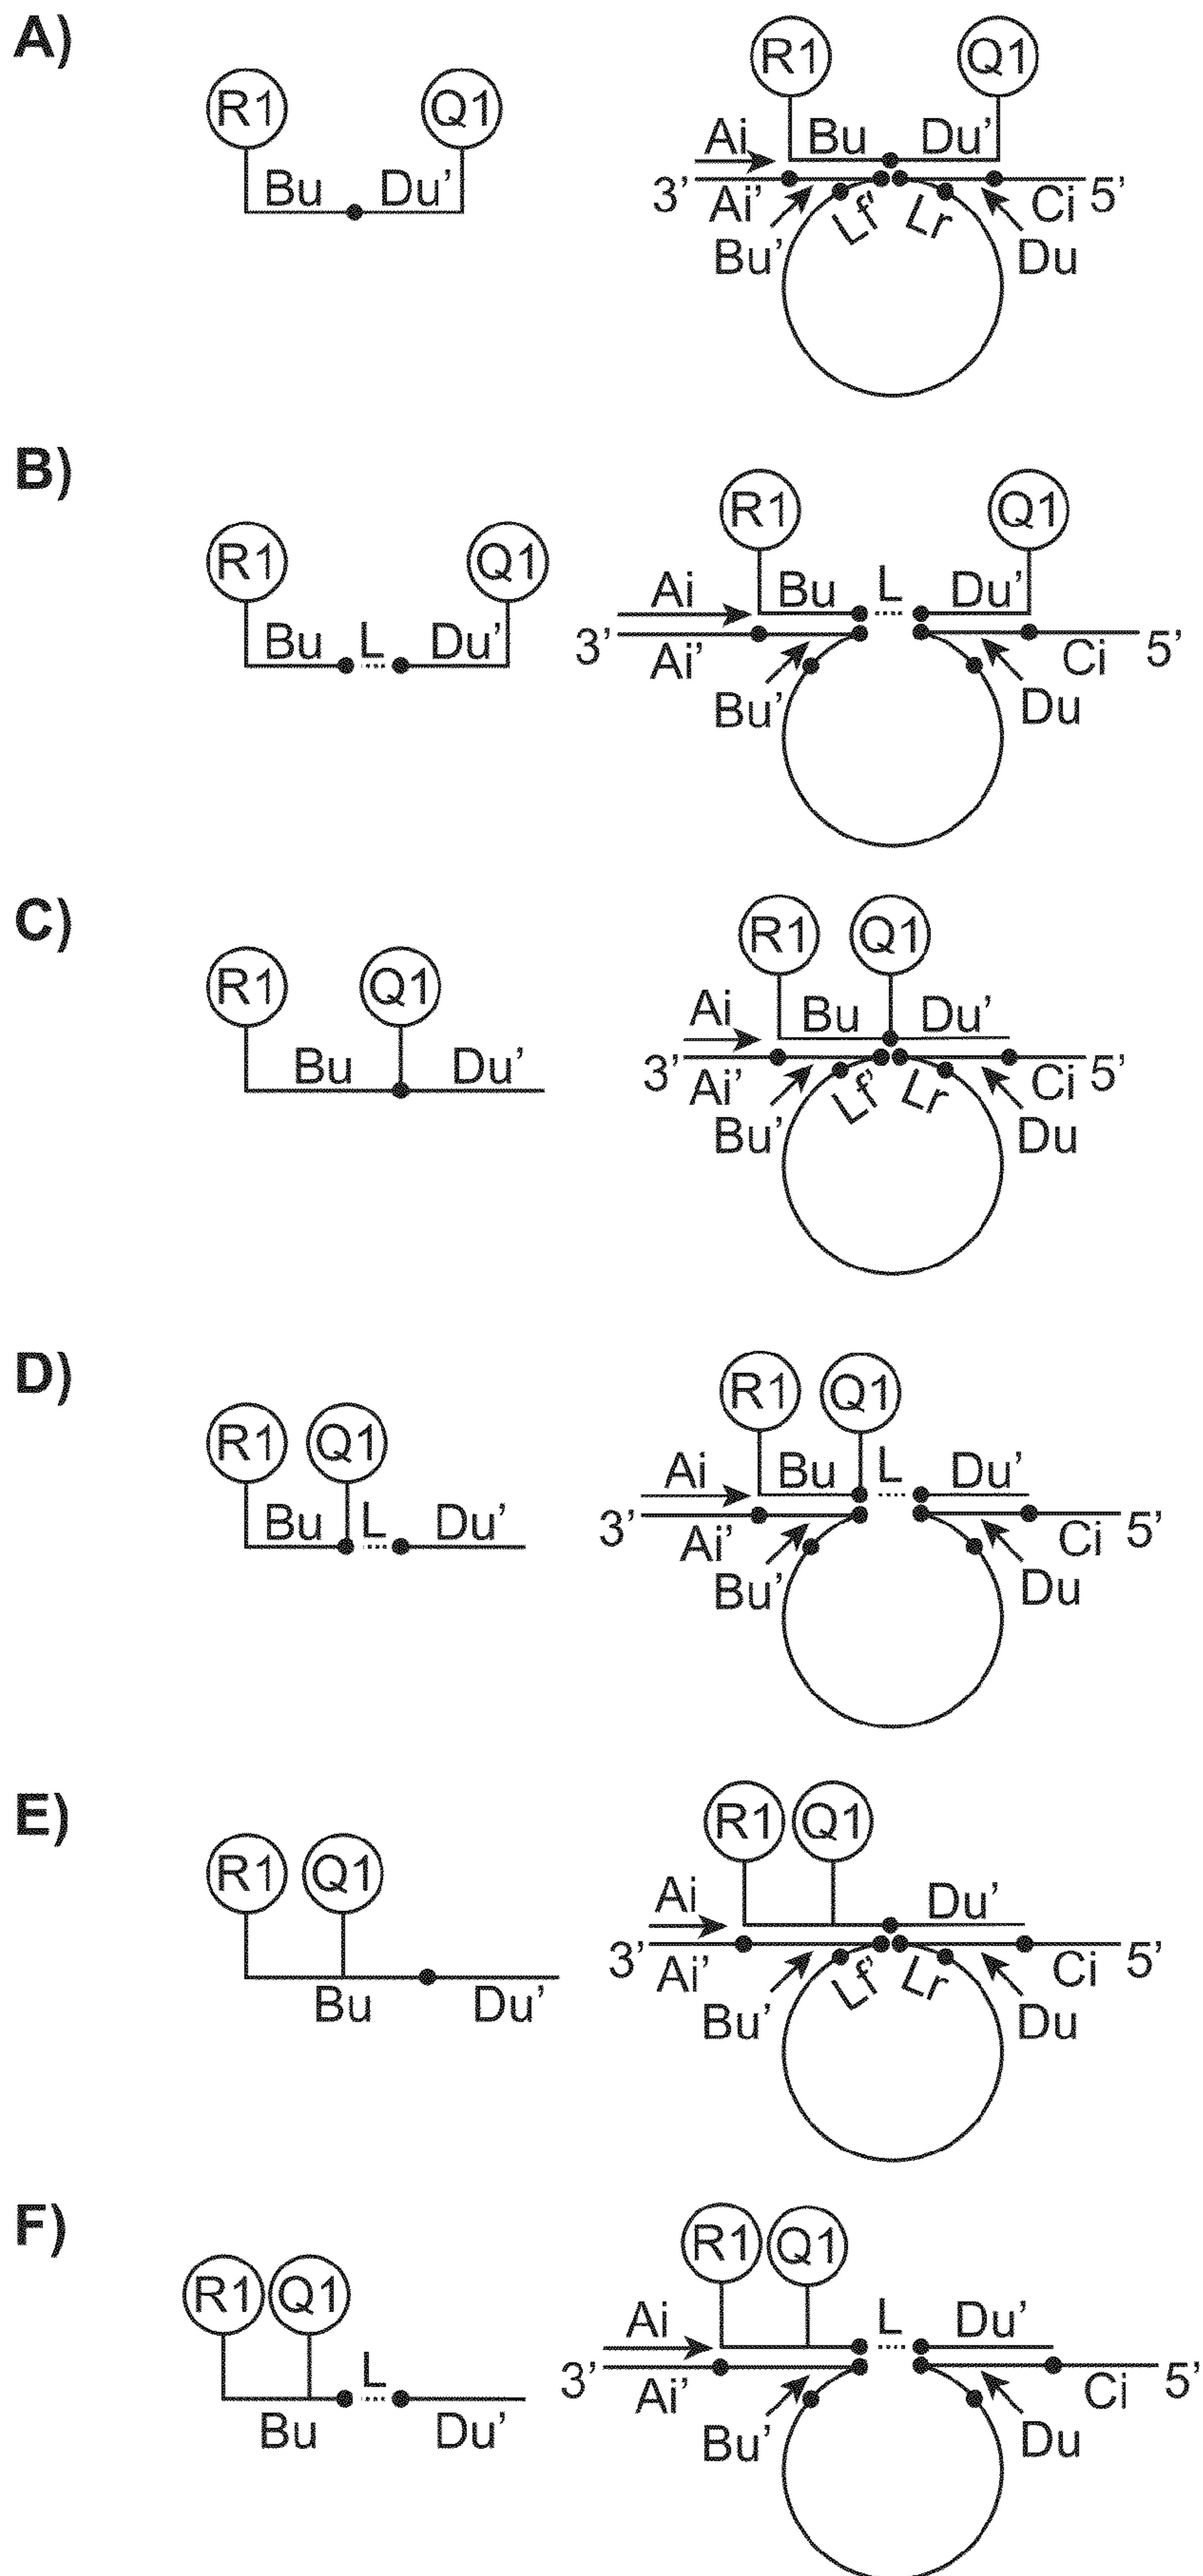 A)
R1 Q1
Bu Du’
R1 Q1
Ai Bu Du’
3’ Ai’ Lf’ Lr Ci 5’
Bu’ Du
B)
R1 Q1
Bu L Du’
R1 Q1
Ai Bu L Du’
3’ Ai’ Ci 5’
Bu’ Du
C)
R1 Q1
Bu Du’
R1 Q1
Ai Bu Du’
3’ Ai’ Lf’ Lr Ci 5’
Bu’ Du
D)
R1 Q1
Bu L Du’
R1 Q1
Ai Bu L Du’
3’ Ai’ Ci 5’
Bu’ Du
E)
R1 Q1
Bu Du’
R1 Q1
Ai Du’
3’ Ai’ Lf’ Lr Ci 5’
Bu’ Du
F)
R1 Q1
L
Bu Du’
R1 Q1
Ai L Du’
3’ Ai’ Ci 5’
Bu’ Du